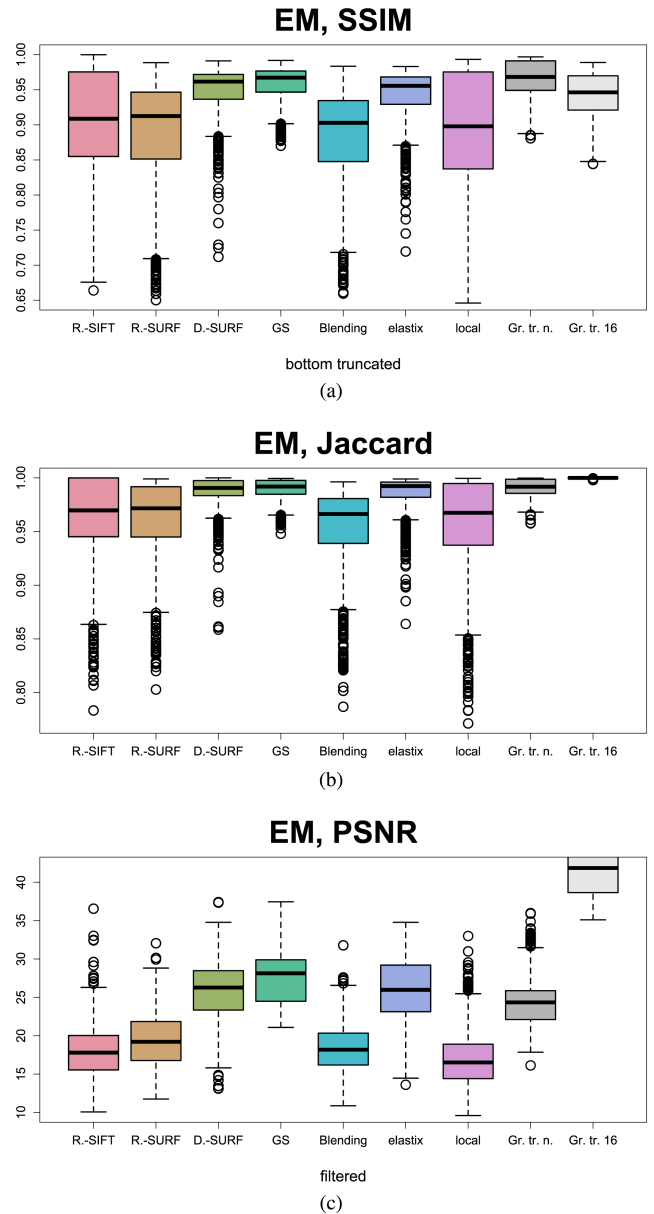 EM, SSIM
1.00
0.95
0.90
0.85
0.80
0.75
0.70
0.65
R.-SIFT R.-SURF D.-SURF GS Blending elastix local Gr. tr. n. Gr. tr. 16
bottom truncated
(a)
EM, Jaccard
1.00
0.95
0.90
0.85
0.80
R.-SIFT R.-SURF D.-SURF GS Blending elastix local Gr. tr. n. Gr. tr. 16
(b)
EM, PSNR
40
35
30
25
20
15
10
R.-SIFT R.-SURF D.-SURF GS Blending elastix local Gr. tr. n. Gr. tr. 16
filtered
(c)